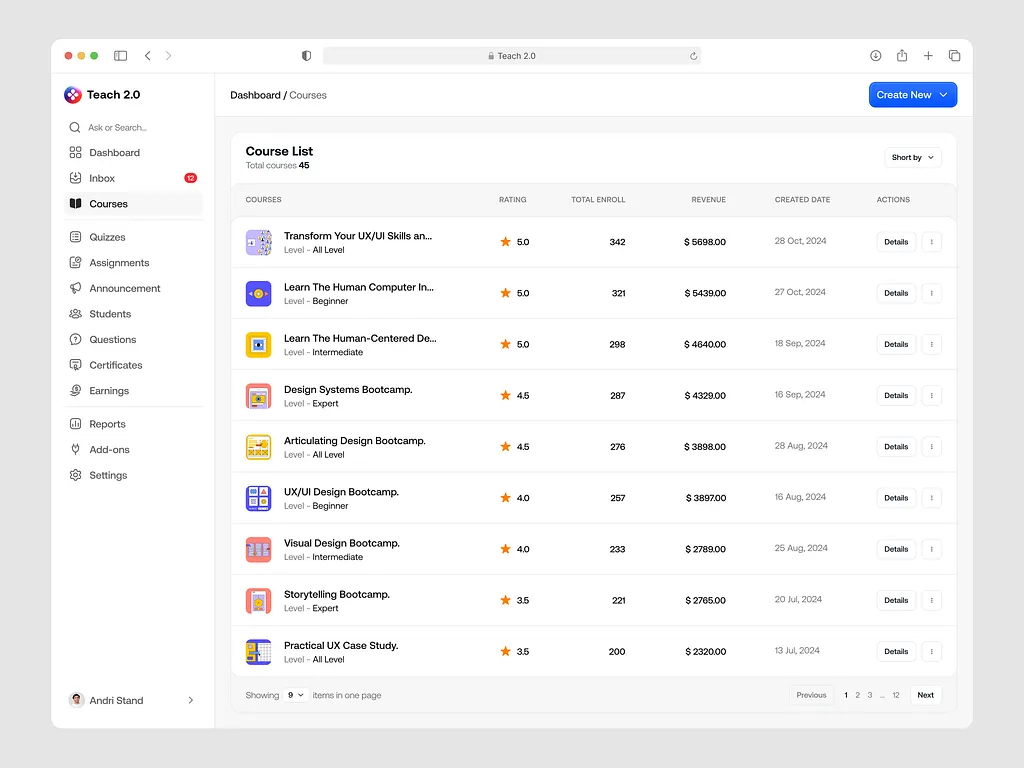 Teach 2.0
Teach 2.0
Dashboard / Courses
Create New
Ask or Search...
Dashboard
Inbox 12
Courses
Quizzes
Assignments
Announcement
Students
Questions
Certificates
Earnings
Reports
Add-ons
Settings
Andri Stand
Course List
Total courses 45
Short by
COURSES RATING TOTAL ENROLL REVENUE CREATED DATE ACTIONS
Transform Your UX/UI Skills an...
Level - All Level
5.0 342 $ 5698.00 28 Oct, 2024 Details
Learn The Human Computer In...
Level - Beginner
5.0 321 $ 5439.00 27 Oct, 2024 Details
Learn The Human-Centered De...
Level - Intermediate
5.0 298 $ 4640.00 18 Sep, 2024 Details
Design Systems Bootcamp.
Level - Expert
4.5 287 $ 4329.00 16 Sep, 2024 Details
Articulating Design Bootcamp.
Level - All Level
4.5 276 $ 3898.00 28 Aug, 2024 Details
UX/UI Design Bootcamp.
Level - Beginner
4.0 257 $ 3897.00 16 Aug, 2024 Details
Visual Design Bootcamp.
Level - Intermediate
4.0 233 $ 2789.00 25 Aug, 2024 Details
Storytelling Bootcamp.
Level - Expert
3.5 221 $ 2765.00 20 Jul, 2024 Details
Practical UX Case Study.
Level - All Level
3.5 200 $ 2320.00 13 Jul, 2024 Details
Showing 9 items in one page
Previous 1 2 3 ... 12 Next